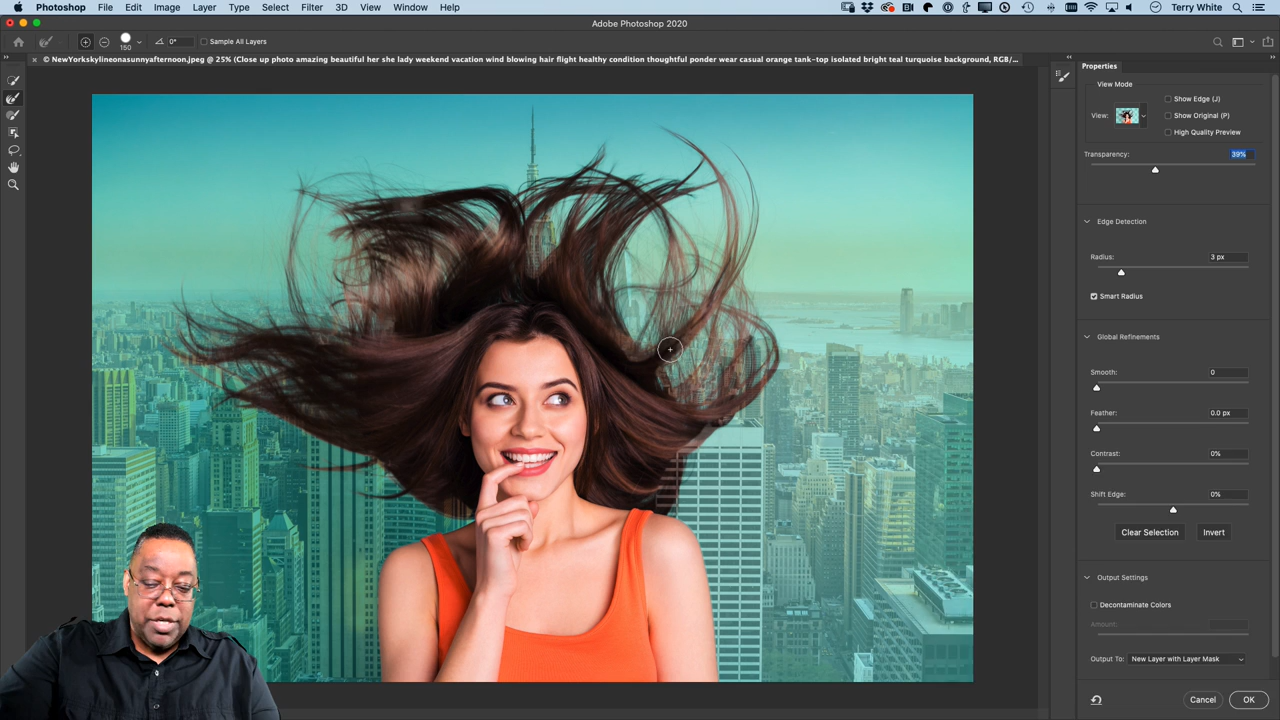 Photoshop File Edit Image Layer Type Select Filter 3D View Window Help Terry White
Adobe Photoshop 2020
150 0° Sample All Layers
© NewYorkskylineonasunnyafternoon.jpeg @ 25% (Close up photo amazing beautiful her she lady weekend vacation wind blowing hair flight healthy condition thoughtful ponder wear casual orange tank-top isolated bright teal turquoise background, RGB/...
Properties
View Mode
Show Edge (J)
View: Show Original (P)
High Quality Preview
Transparency: 39%
Edge Detection
Radius: 3 px
Smart Radius
Global Refinements
Smooth: 0
Feather: 0.0 px
Contrast: 0%
Shift Edge: 0%
Clear Selection Invert
Output Settings
Decontaminate Colors
Amount:
Output To: New Layer with Layer Mask
Cancel OK